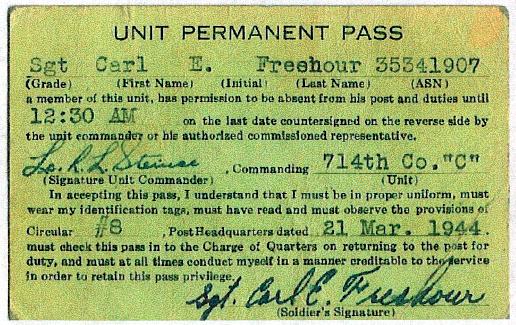 UNIT PERMANENT PASS
Sgt Carl E. Freshour 35341907
(Grade) (First Name) (Initial) (Last Name) (ASN)
a member of this unit, has permission to be absent from his post and duties until
12:30 AM on the last date countersigned on the reverse side by
the unit commander or his authorized commissioned representative.
, Commanding 714th Co."C"
(Signature Unit Commander) (Unit)
In accepting this pass, I understand that I must be in proper uniform, must
wear my identification tags, must have read and must observe the provisions of
Circular #8 , Post Headquarters dated 21 Mar. 1944.
must check this pass in to the Charge of Quarters on returning to the post for
duty, and must at all times conduct myself in a manner creditable to the service
in order to retain this pass privilege.
Sgt. Carl E. Freshour
(Soldier's Signature)